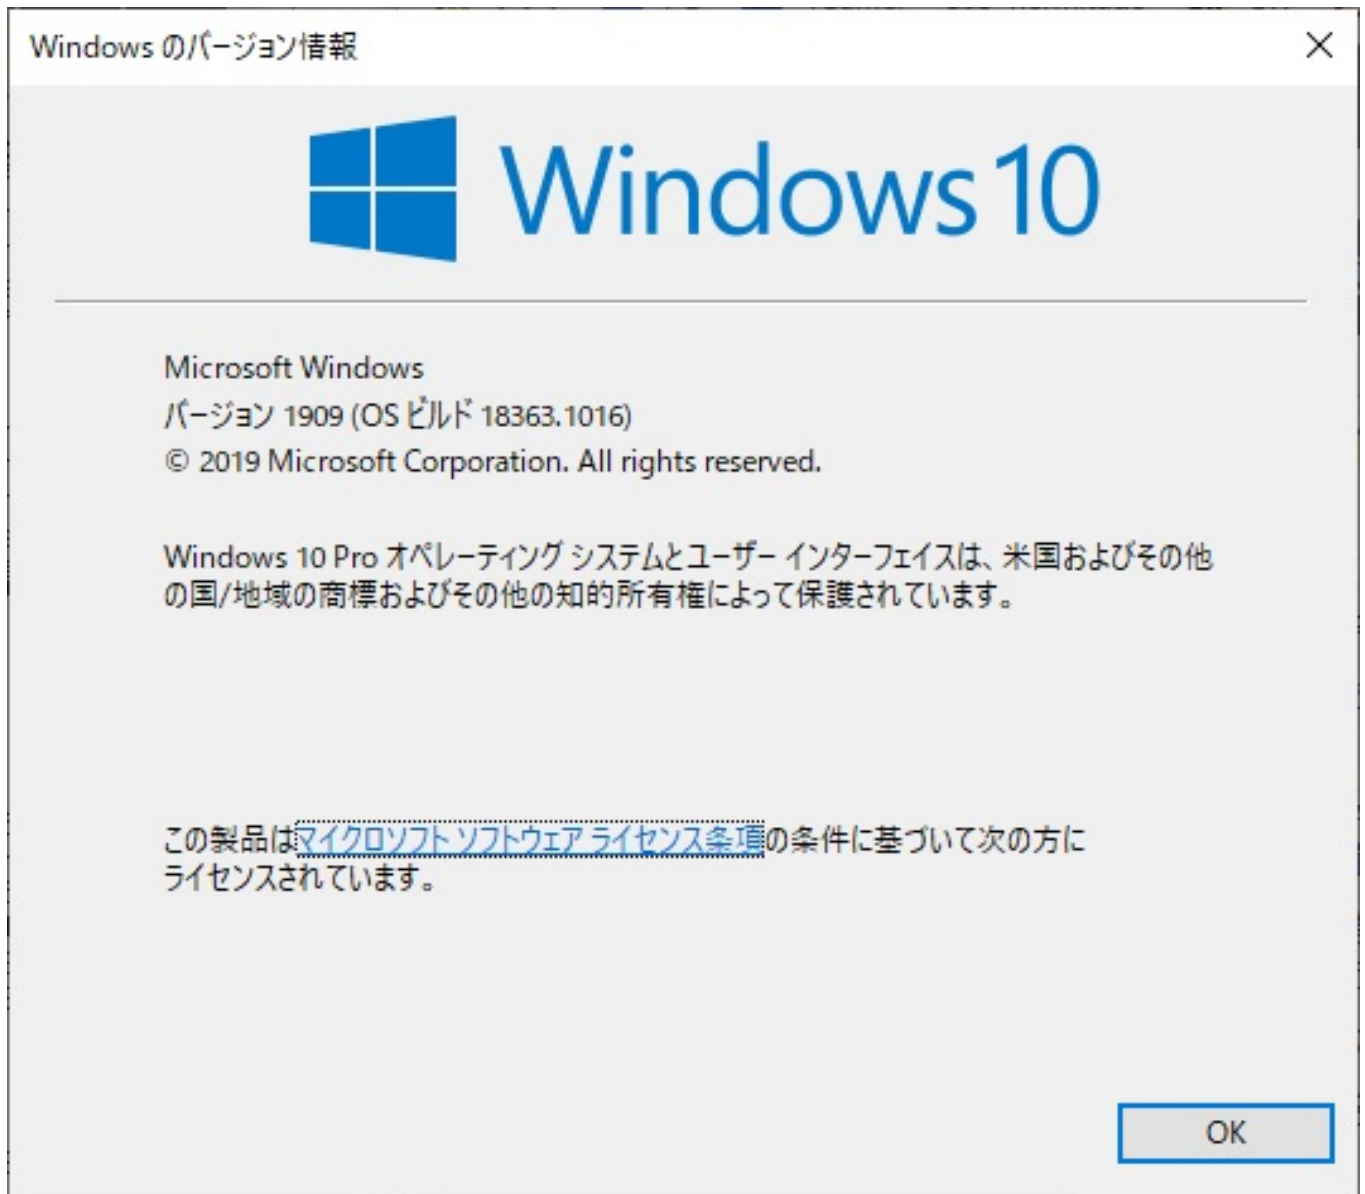 Windows のバージョン情報
Windows 10
Microsoft Windows
バージョン 1909 (OS ビルド 18363.1016)
© 2019 Microsoft Corporation. All rights reserved.
Windows 10 Pro オペレーティング システムとユーザー インターフェイスは、米国およびその他
の国/地域の商標およびその他の知的所有権によって保護されています。
この製品はマイクロソフト ソフトウェア ライセンス条項の条件に基づいて次の方に
ライセンスされています。
OK